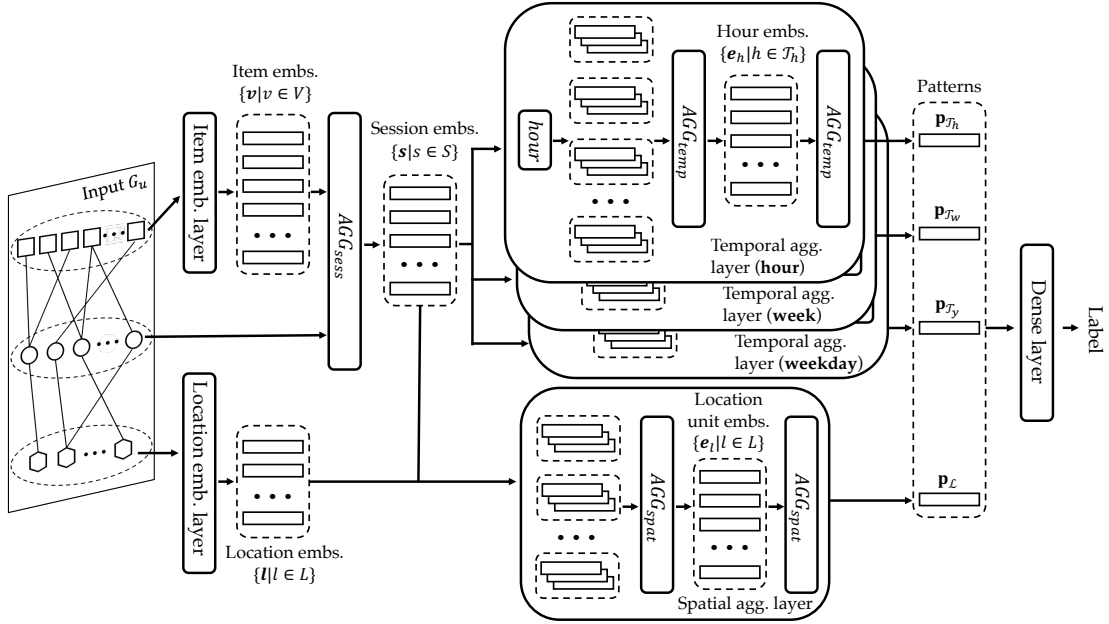 Input G_u
Item emb. layer
Item embs.
{v|v ∈ V}
AGG_sess
Session embs.
{s|s ∈ S}
Location emb. layer
Location embs.
{l|l ∈ L}
hour
AGG_temp
Hour embs.
{e_h|h ∈ 𝒯_h}
AGG_temp
Temporal agg.
layer (hour)
Temporal agg.
layer (week)
Temporal agg.
layer (weekday)
AGG_spat
Location
unit embs.
{e_l|l ∈ L}
AGG_spat
Spatial agg. layer
Patterns
p_𝒯_h
p_𝒯_w
p_𝒯_y
p_ℒ
Dense layer
Label